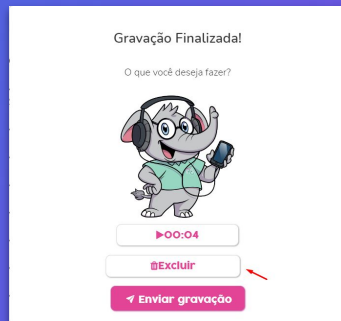 Gravação Finalizada!
O que você deseja fazer?
00:04
Excluir
Enviar gravação